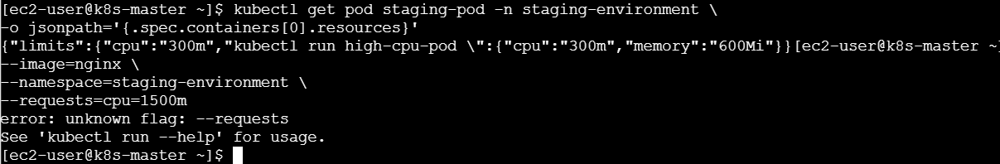 [ec2-user@k8s-master ~]$ kubectl get pod staging-pod -n staging-environment \
-o jsonpath='{.spec.containers[0].resources}'
{"limits":{"cpu":"300m","kubectl run high-cpu-pod \":{"cpu":"300m","memory":"600Mi"}}[ec2-user@k8s-master ~]
--image=nginx \
--namespace=staging-environment \
--requests=cpu=1500m
error: unknown flag: --requests
See 'kubectl run --help' for usage.
[ec2-user@k8s-master ~]$